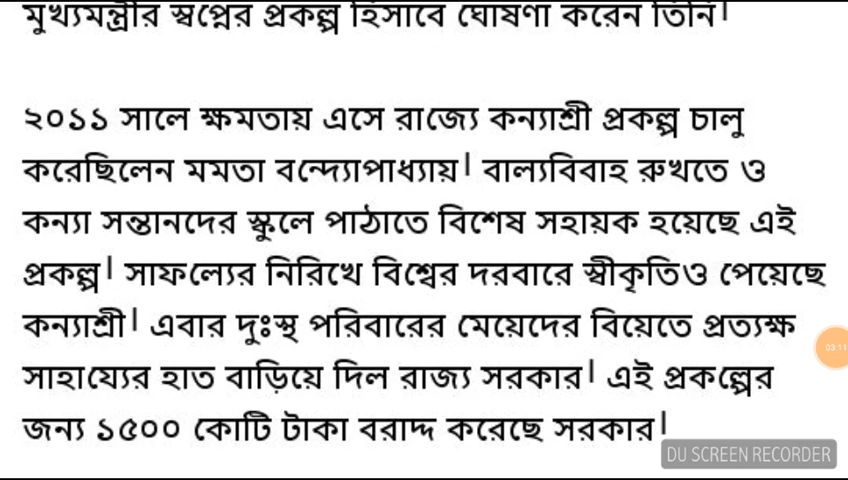 মুখ্যমন্ত্রীর স্বপ্নের প্রকল্প হিসাবে ঘোষণা করেন তিনি।
২০১১ সালে ক্ষমতায় এসে রাজ্যে কন্যাশ্রী প্রকল্প চালু
করেছিলেন মমতা বন্দ্যোপাধ্যায়। বাল্যবিবাহ রুখতে ও
কন্যা সন্তানদের স্কুলে পাঠাতে বিশেষ সহায়ক হয়েছে এই
প্রকল্প। সাফল্যের নিরিখে বিশ্বের দরবারে স্বীকৃতিও পেয়েছে
কন্যাশ্রী। এবার দুঃস্থ পরিবারের মেয়েদের বিয়েতে প্রত্যক্ষ
03:11
সাহায্যের হাত বাড়িয়ে দিল রাজ্য সরকার। এই প্রকল্পের
জন্য ১৫০০ কোটি টাকা বরাদ্দ করেছে সরকার।
DU SCREEN RECORDER